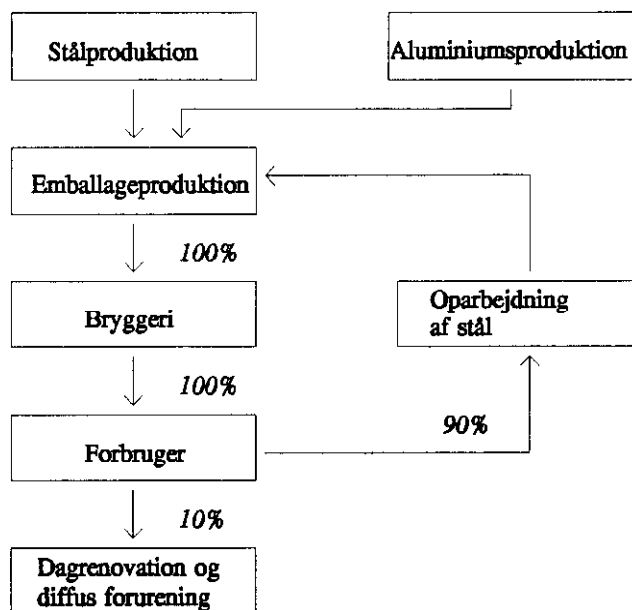 Stålproduktion
Aluminiumsproduktion
Emballageproduktion
100%
Bryggeri
Oparbejdning
af stål
100%
90%
Forbruger
10%
Dagrenovation og
diffus forurening